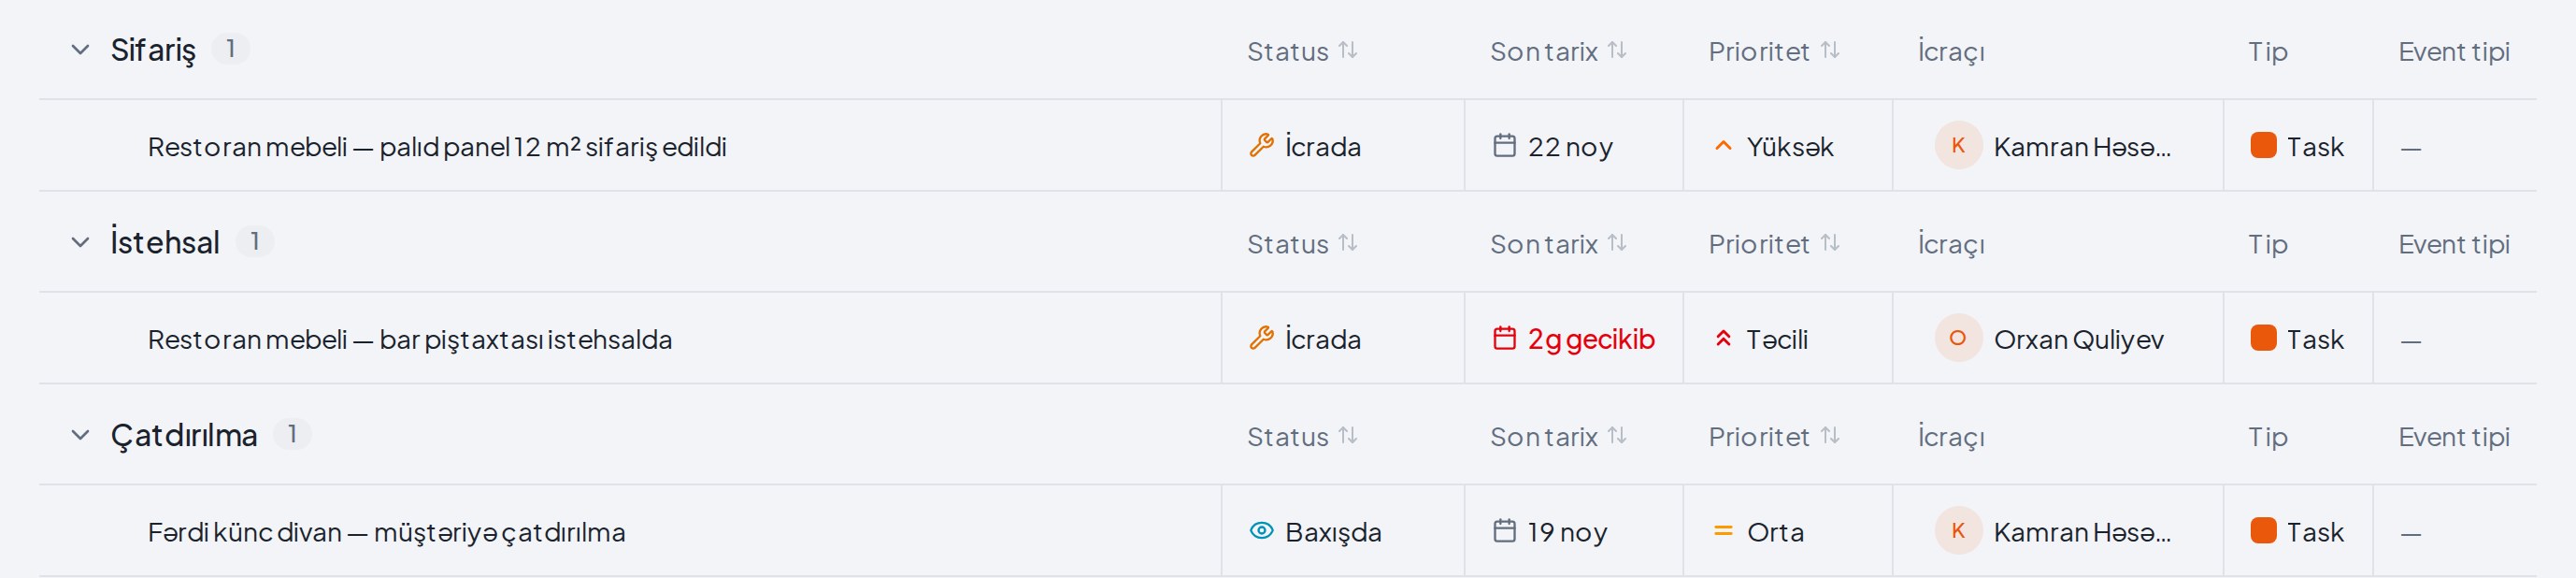 Sifariş 1 Status Son tarix Prioritet İcraçı Tip Event tipi
Restoran mebeli — palıd panel 12 m² sifariş edildi İcrada 22 noy Yüksək K Kamran Həsə... Task —
İstehsal 1 Status Son tarix Prioritet İcraçı Tip Event tipi
Restoran mebeli — bar piştaxtası istehsalda İcrada 2g gecikib Təcili O Orxan Quliyev Task —
Çatdırılma 1 Status Son tarix Prioritet İcraçı Tip Event tipi
Fərdi künc divan — müştəriyə çatdırılma Baxışda 19 noy Orta K Kamran Həsə... Task —